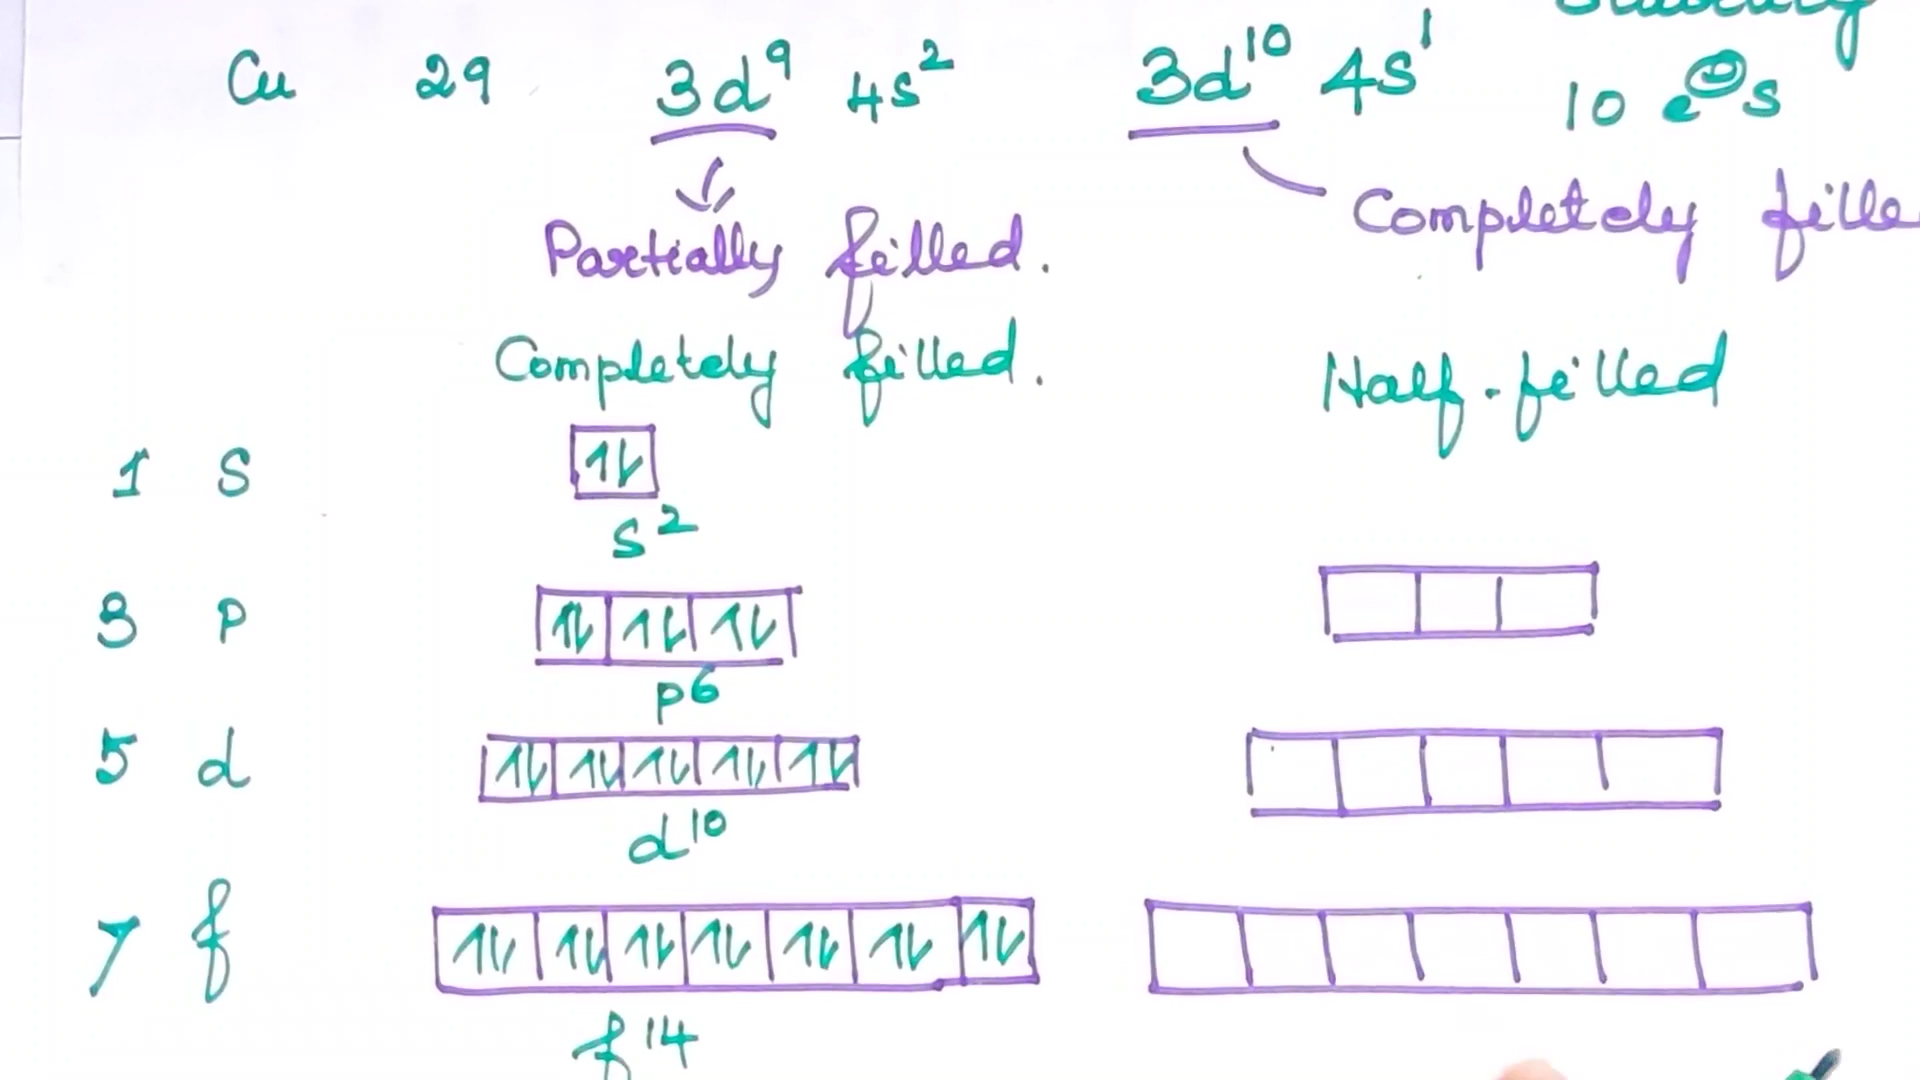 Stability
Cu 29 3d⁹ 4s² 3d¹⁰ 4s¹ 10 e⊖s
Partially filled. Completely fille
Completely filled. Half-filled
1 s ↿⇂
s²
3 p ↿⇂ ↿⇂ ↿⇂
p⁶
5 d ↿⇂ ↿⇂ ↿⇂ ↿⇂ ↿⇂
d¹⁰
7 f ↿⇂ ↿⇂ ↿⇂ ↿⇂ ↿⇂ ↿⇂ ↿⇂
f¹⁴